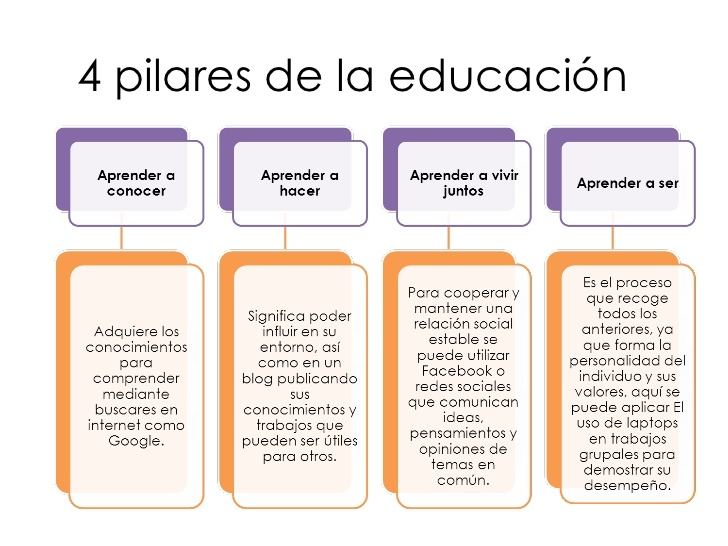 4 pilares de la educación
Aprender a
conocer
Adquiere los
conocimientos
para
comprender
mediante
buscares en
internet como
Google.
Aprender a
hacer
Significa poder
influir en su
entorno, así
como en un
blog publicando
sus
conocimientos y
trabajos que
pueden ser útiles
para otros.
Aprender a vivir
juntos
Para cooperar y
mantener una
relación social
estable se
puede utilizar
Facebook o
redes sociales
que comunican
ideas,
pensamientos y
opiniones de
temas en
común.
Aprender a ser
Es el proceso
que recoge
todos los
anteriores, ya
que forma la
personalidad del
individuo y sus
valores, aquí se
puede aplicar El
uso de laptops
en trabajos
grupales para
demostrar su
desempeño.